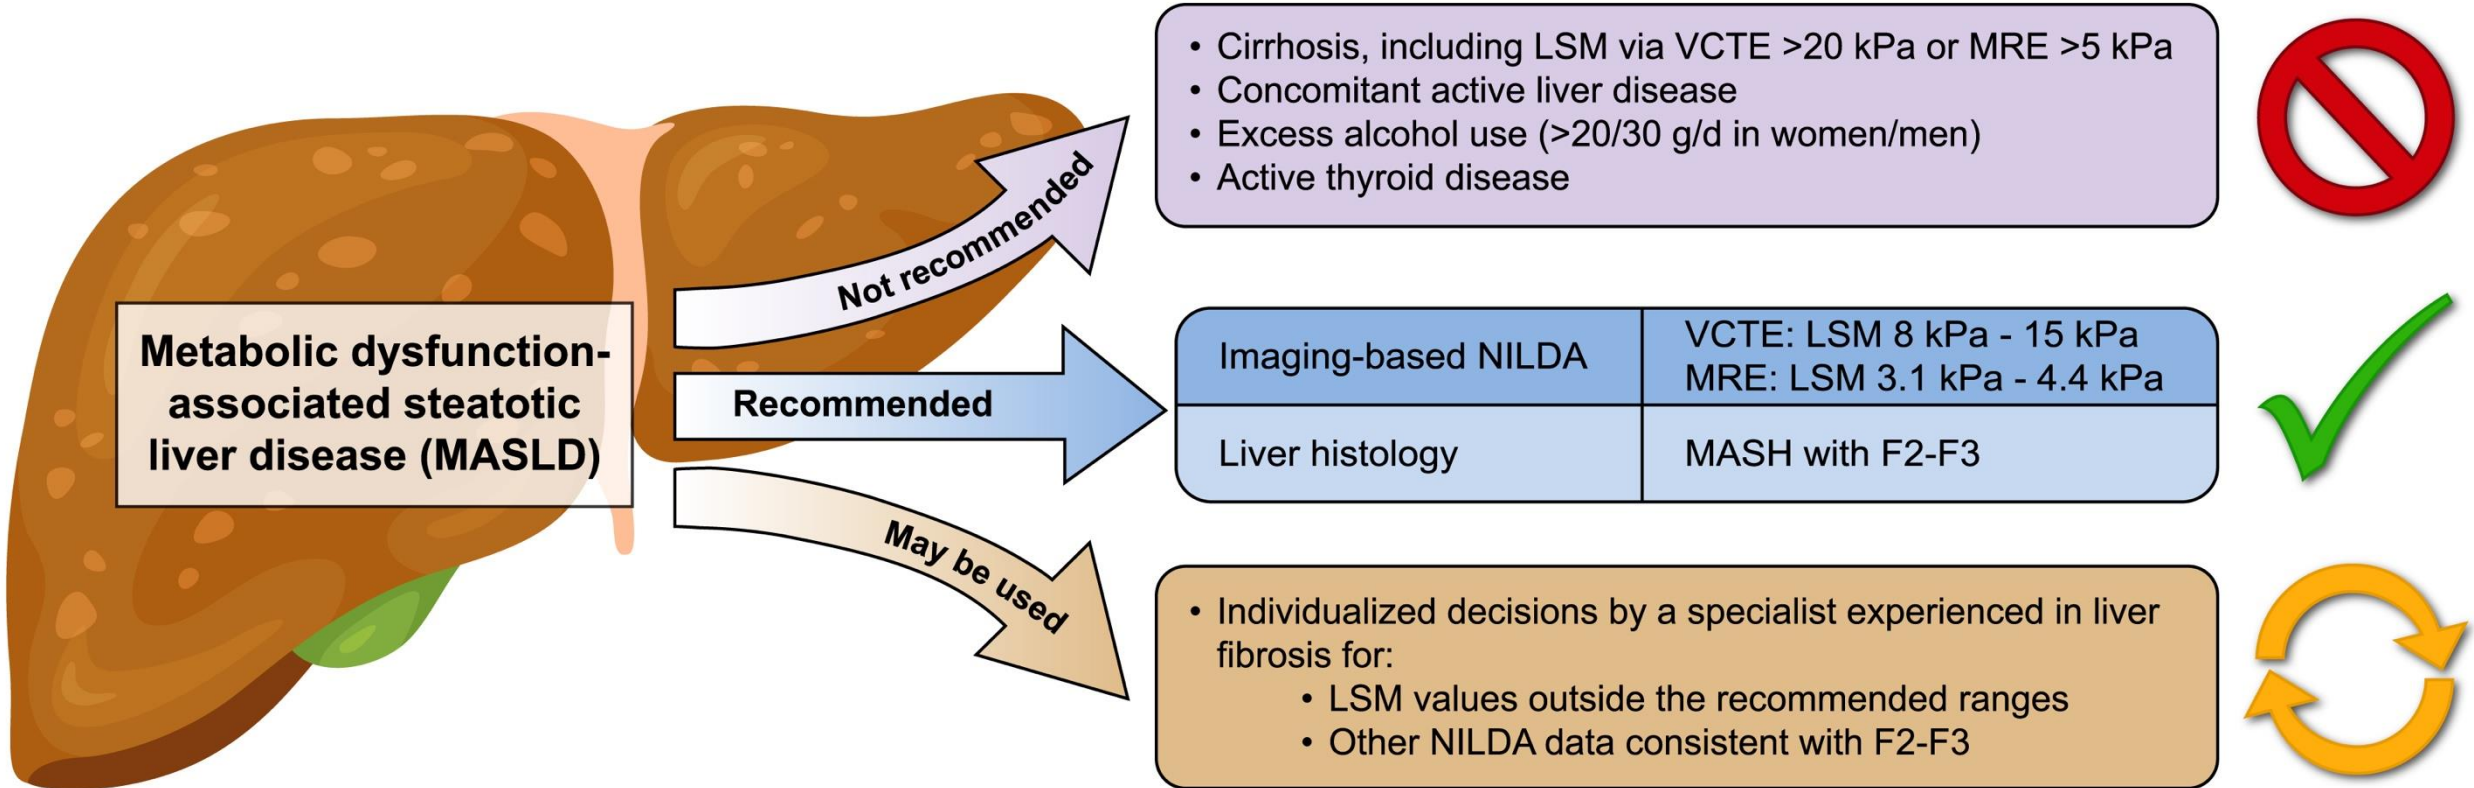 Metabolic dysfunction-
associated steatotic
liver disease (MASLD)
Not recommended
• Cirrhosis, including LSM via VCTE >20 kPa or MRE >5 kPa
• Concomitant active liver disease
• Excess alcohol use (>20/30 g/d in women/men)
• Active thyroid disease
Recommended
Imaging-based NILDA
VCTE: LSM 8 kPa - 15 kPa
MRE: LSM 3.1 kPa - 4.4 kPa
Liver histology
MASH with F2-F3
May be used
• Individualized decisions by a specialist experienced in liver
fibrosis for:
• LSM values outside the recommended ranges
• Other NILDA data consistent with F2-F3